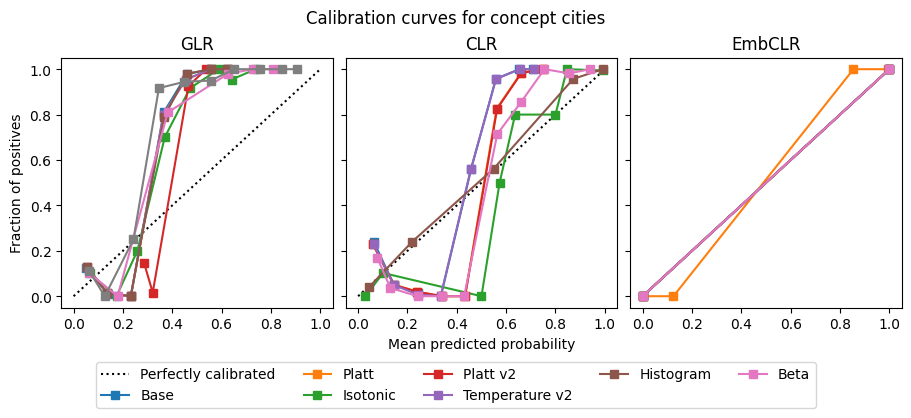 Calibration curves for concept cities
GLR CLR EmbCLR
Fraction of positives
1.0
0.8
0.6
0.4
0.2
0.0
0.0 0.2 0.4 0.6 0.8 1.0 0.0 0.2 0.4 0.6 0.8 1.0 0.0 0.2 0.4 0.6 0.8 1.0
Mean predicted probability
Perfectly calibrated Platt Platt v2 Histogram Beta
Base Isotonic Temperature v2